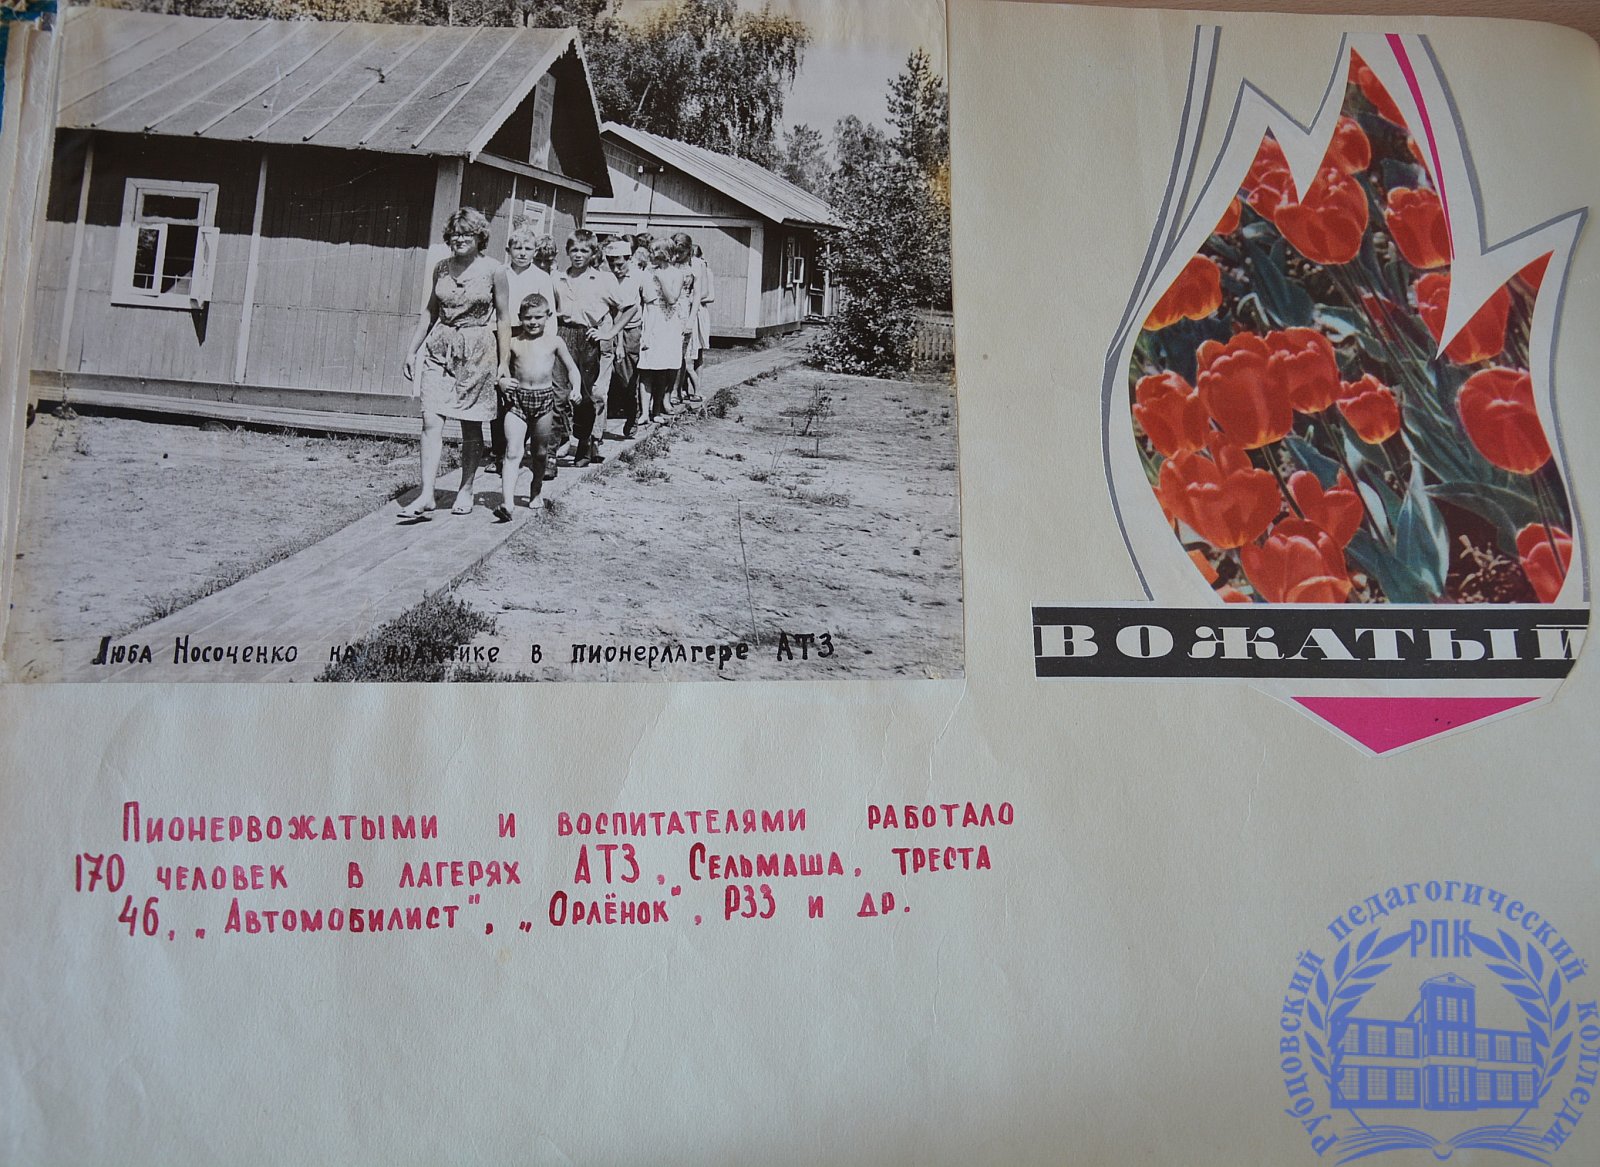 Люба Носоченко на практике в пионерлагере АТЗ
ВОЖАТЫЙ
Пионервожатыми и воспитателями работало
170 человек в лагерях АТЗ, Сельмаша, треста
46, „Автомобилист", „Орлёнок", РЗЗ и др.
Рубцовский педагогический колледж
РПК